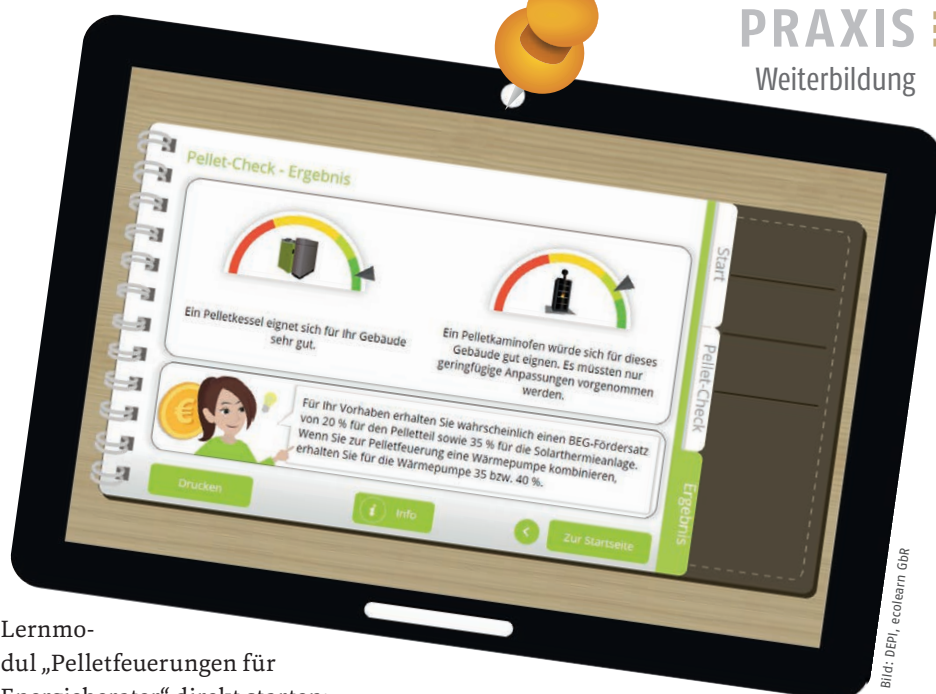 PRAXIS
Weiterbildung
Pellet-Check - Ergebnis
Ein Pelletkessel eignet sich für Ihr Gebäude
sehr gut.
Ein Pelletkaminofen würde sich für dieses
Gebäude gut eignen. Es müssten nur
geringfügige Anpassungen vorgenommen
werden.
Für Ihr Vorhaben erhalten Sie wahrscheinlich einen BEG-Fördersatz
von 20 % für den Pelletteil sowie 35 % für die Solarthermieanlage.
Wenn Sie zur Pelletfeuerung eine Wärmepumpe kombinieren,
erhalten Sie für die Wärmepumpe 35 bzw. 40 %.
Drucken
i Info
Zur Startseite
Start
Pellet-Check
Ergebnis
Bild: DEPI, ecolearn GbR
Lernmo-
dul „Pelletfeuerungen für
Energieberater“ direkt starten: